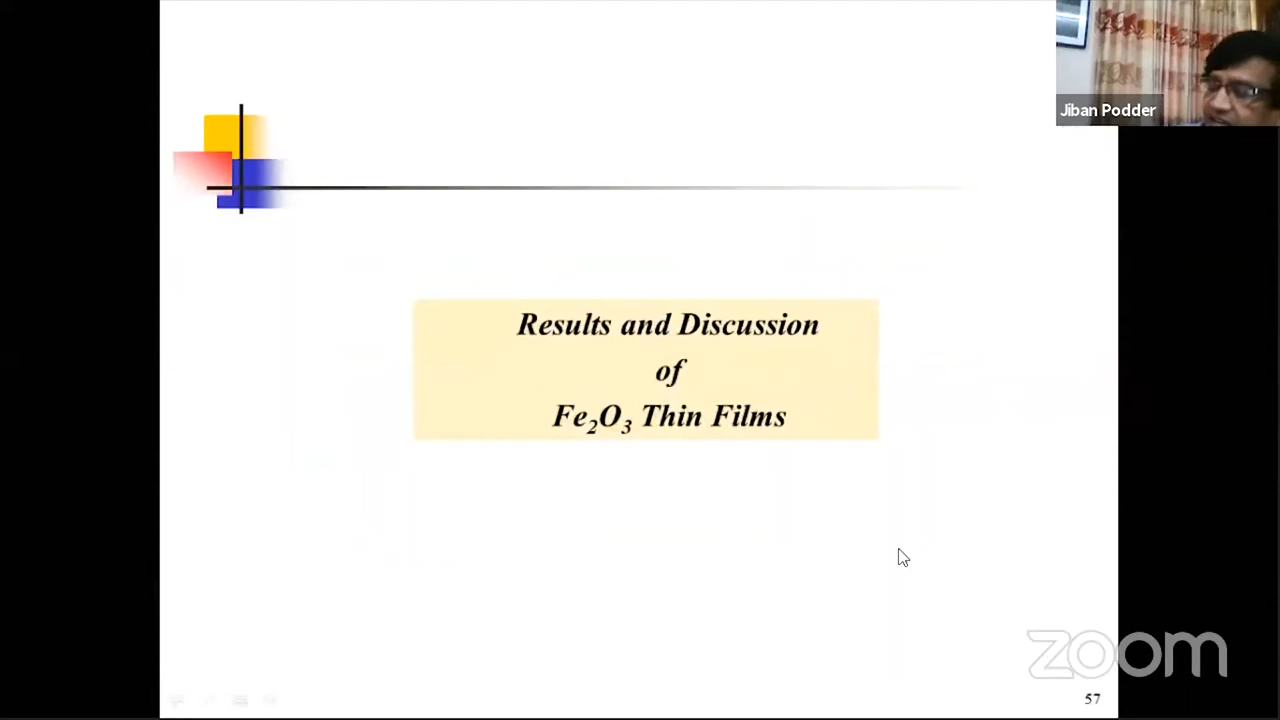 Jiban Podder
Results and Discussion
of
Fe₂O₃ Thin Films
zoom
57